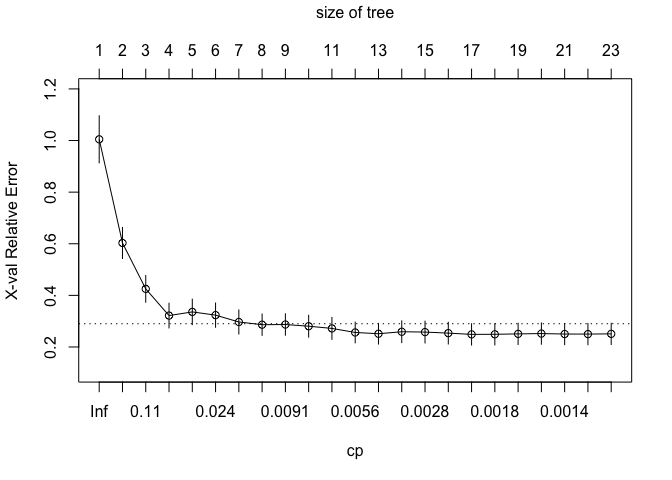 size of tree
1 2 3 4 5 6 7 8 9 11 13 15 17 19 21 23
1.2
1.0
0.8
0.6
0.4
0.2
X-val Relative Error
Inf 0.11 0.024 0.0091 0.0056 0.0028 0.0018 0.0014
cp